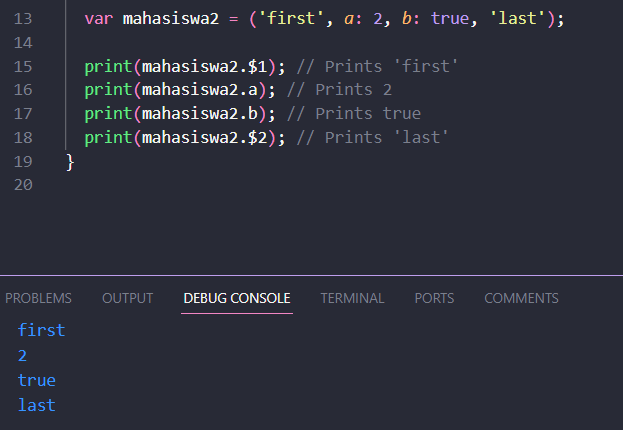 13 var mahasiswa2 = ('first', a: 2, b: true, 'last');
14
15 print(mahasiswa2.$1); // Prints 'first'
16 print(mahasiswa2.a); // Prints 2
17 print(mahasiswa2.b); // Prints true
18 print(mahasiswa2.$2); // Prints 'last'
19 }
20
PROBLEMS OUTPUT DEBUG CONSOLE TERMINAL PORTS COMMENTS
first
2
true
last